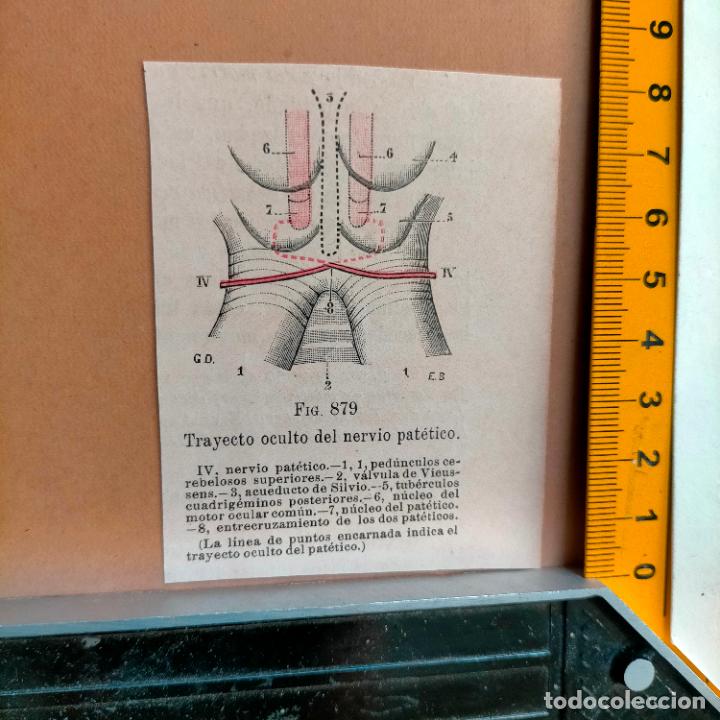 3
6
6
4
7
7
5
IV
IV
8
G.D.
1
1
E.B
2
FIG. 879
Trayecto oculto del nervio patético.
IV, nervio patético.—1, 1, pedúnculos ce-
rebelosos superiores.—2, válvula de Vieus-
sens.—3, acueducto de Silvio.—5, tubérculos
cuadrigéminos posteriores.—6, núcleo del
motor ocular común.—7, núcleo del patético.
—8, entrecruzamiento de los dos patéticos.
(La línea de puntos encarnada indica el
trayecto oculto del patético.)
9
8
7
6
5
4
3
2
1
0
todocoleccion